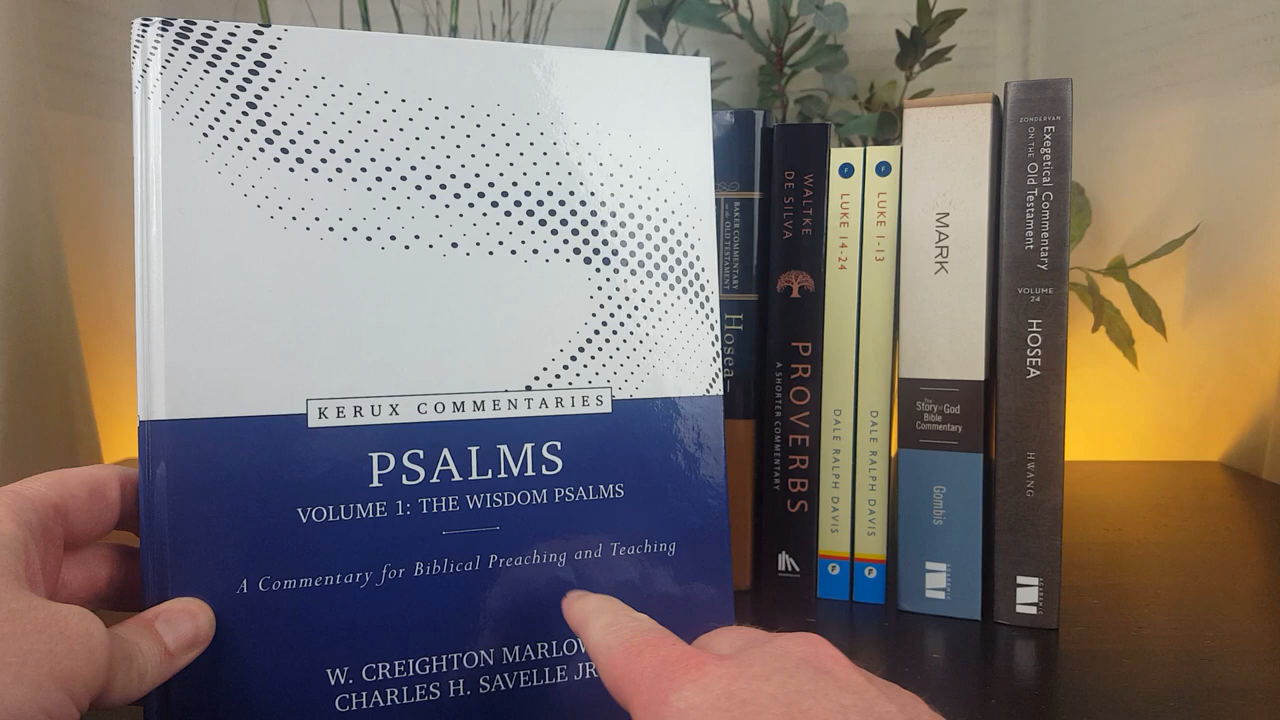 KERUX COMMENTARIES
PSALMS
VOLUME 1: THE WISDOM PSALMS
A Commentary for Biblical Preaching and Teaching
W. CREIGHTON MARLOW
CHARLES H. SAVELLE JR
BAKER COMMENTARY
on the OLD TESTAMENT
Hosea–
WALTKE
DE SILVA
PROVERBS
A SHORTER COMMENTARY
LUKE 14-24
DALE RALPH DAVIS
LUKE 1-13
DALE RALPH DAVIS
MARK
The
Story of God
Bible
Commentary
Gombis
ACADEMIC
ZONDERVAN
Exegetical Commentary
ON THE Old Testament
VOLUME
24
HOSEA
HWANG
ACADEMIC